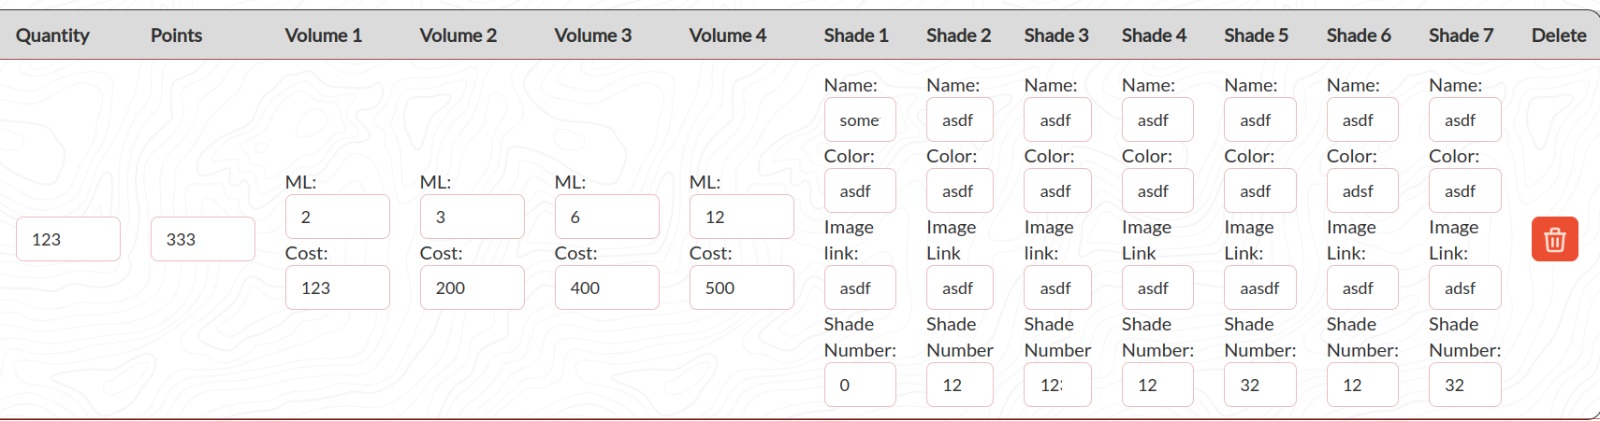 Quantity Points Volume 1 Volume 2 Volume 3 Volume 4 Shade 1 Shade 2 Shade 3 Shade 4 Shade 5 Shade 6 Shade 7 Delete
Name: Name: Name: Name: Name: Name: Name:
some asdf asdf asdf asdf asdf asdf
Color: Color: Color: Color: Color: Color: Color:
ML: ML: ML: ML:
asdf asdf asdf asdf asdf adsf asdf
2 3 6 12
Image Image Image Image Image Image Image
123 333
link: Link link: Link Link: Link: Link:
Cost: Cost: Cost: Cost:
123 200 400 500 asdf asdf asdf asdf aasdf asdf adsf
Shade Shade Shade Shade Shade Shade Shade
Number: Number Number Number: Number: Number: Number:
0 12 12 12 32 12 32